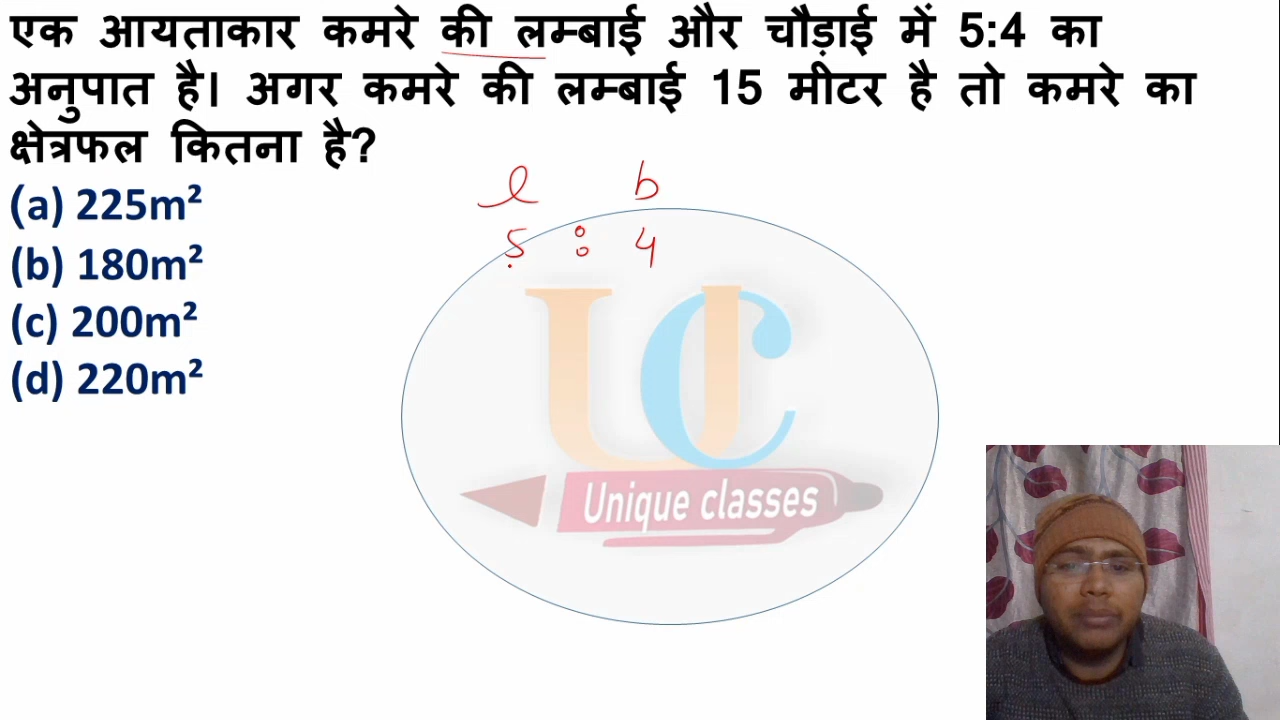 एक आयताकार कमरे की लम्बाई और चौड़ाई में 5:4 का
अनुपात है। अगर कमरे की लम्बाई 15 मीटर है तो कमरे का
क्षेत्रफल कितना है?
(a) 225m²
(b) 180m²
(c) 200m²
(d) 220m²
l b
5 : 4
UC
Unique classes